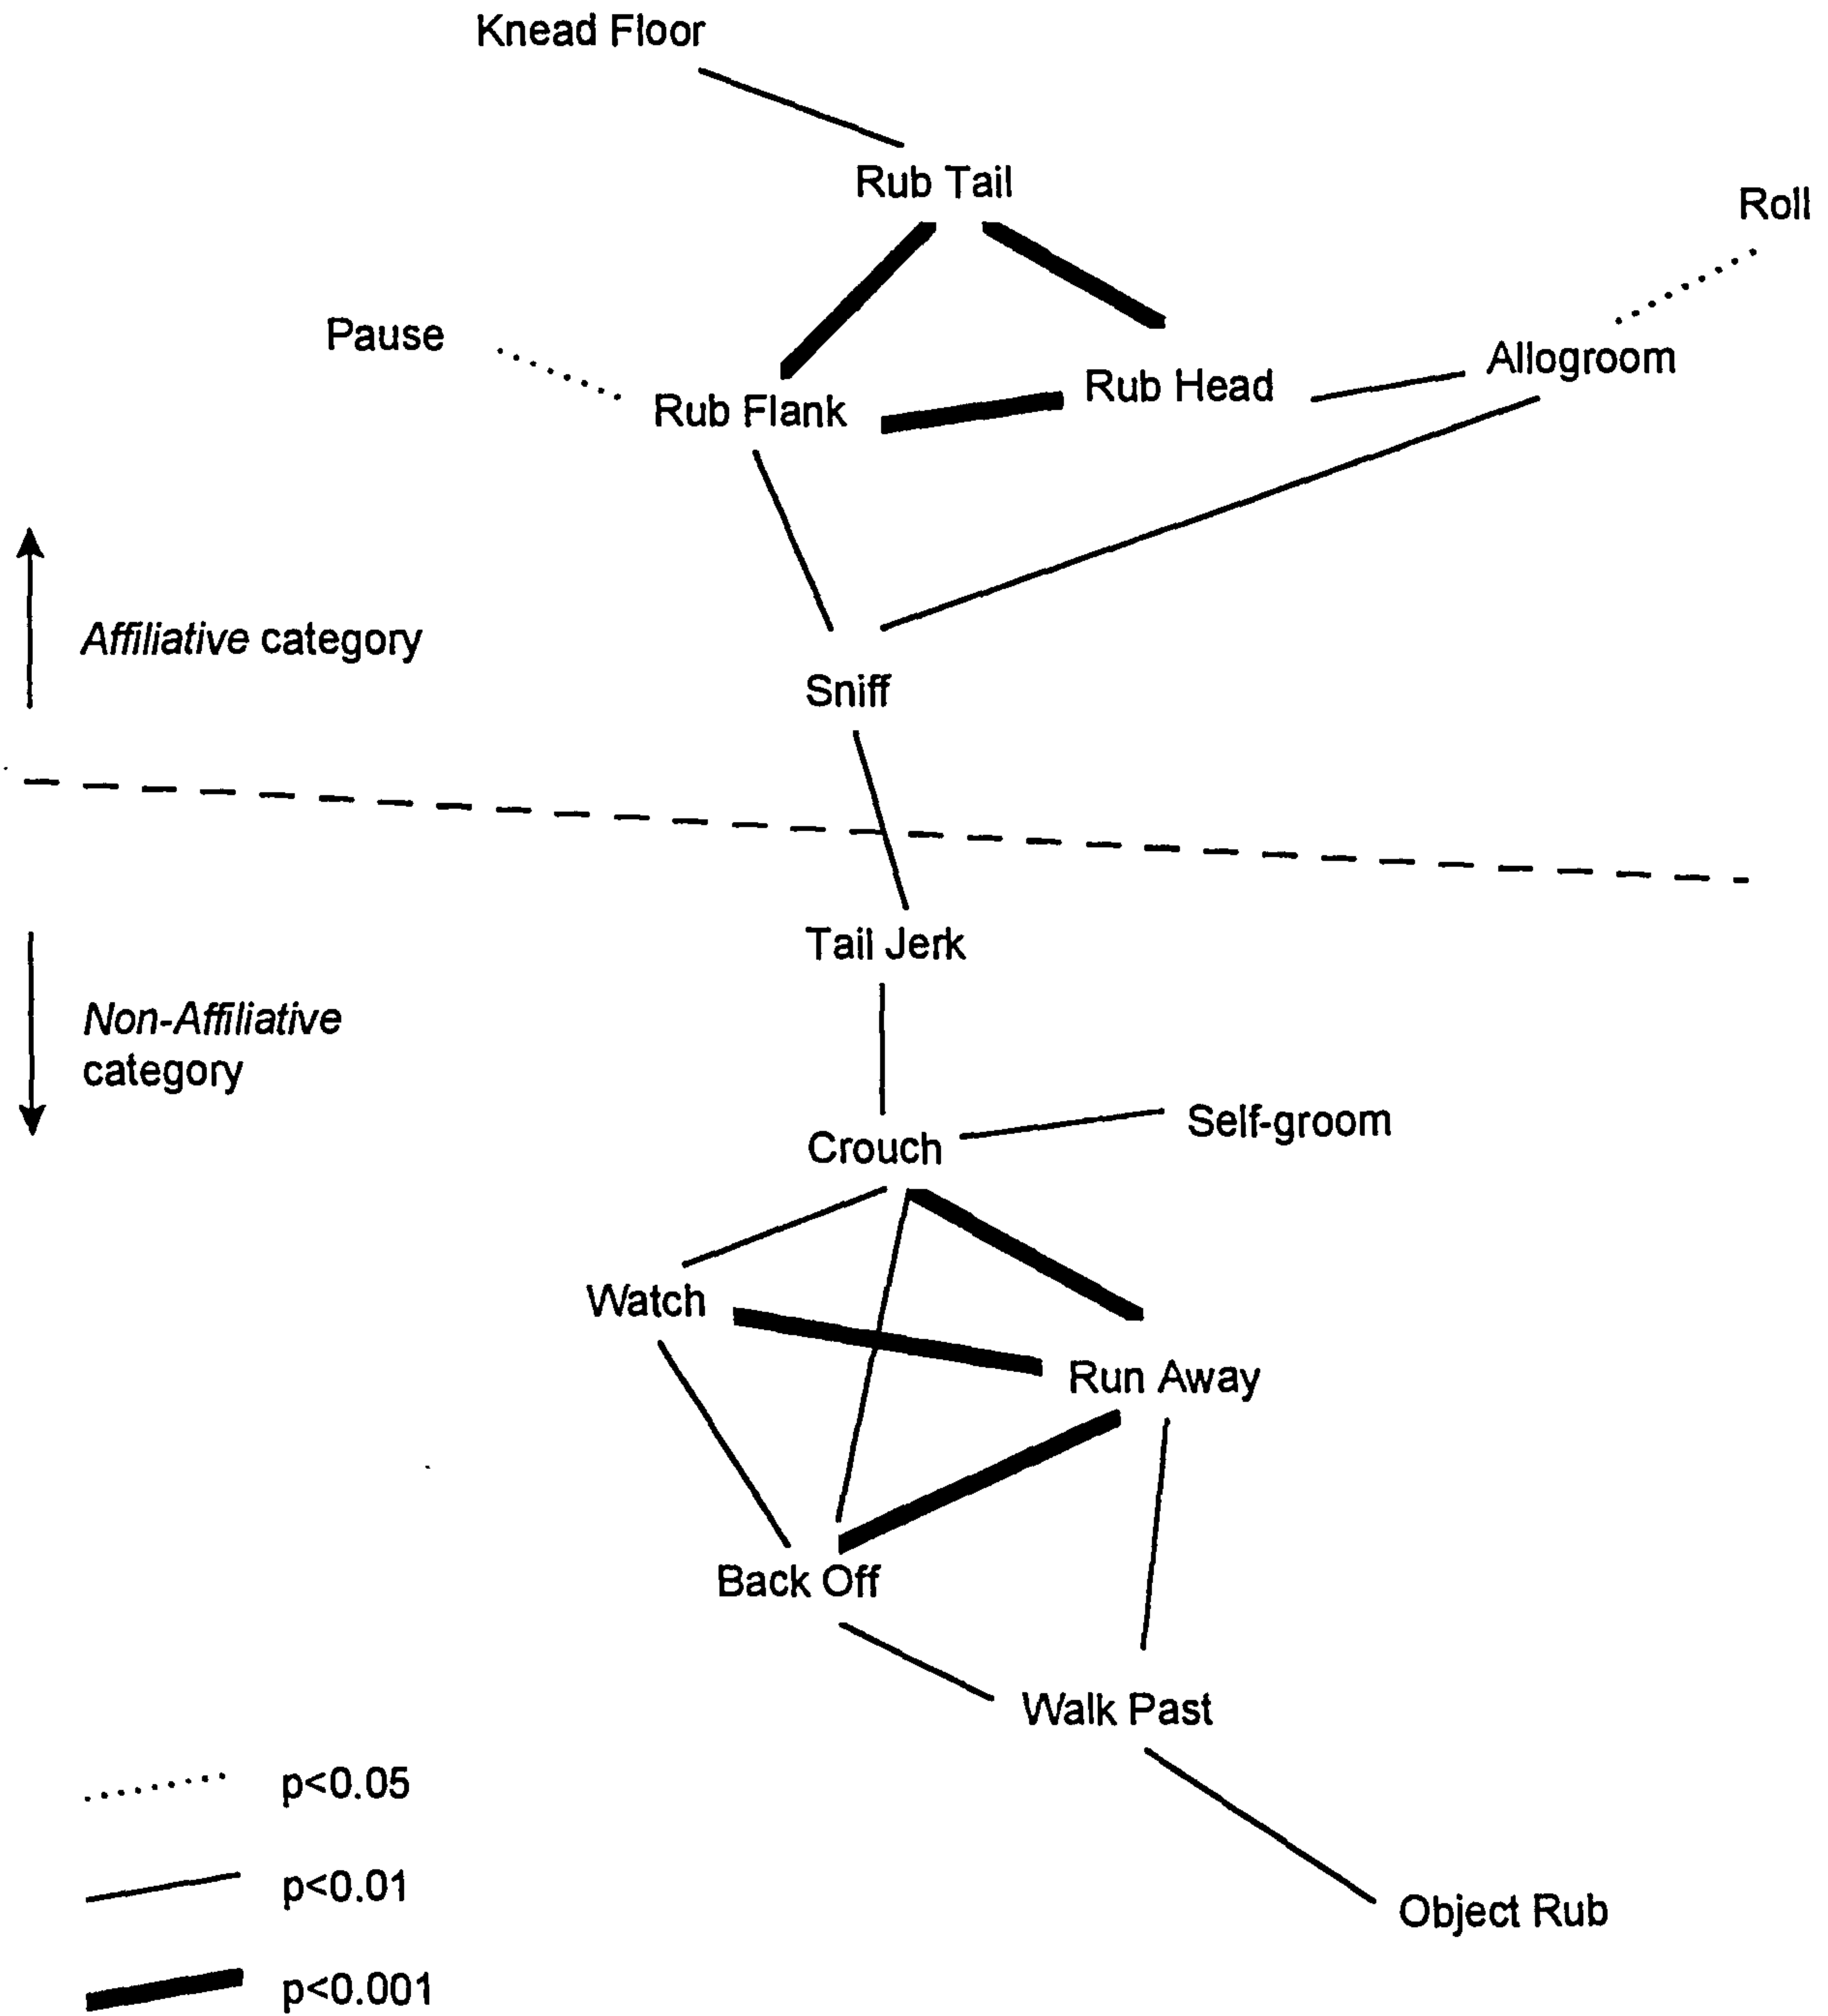 Knead Floor
Rub Tail
Roll
Pause
Allogroom
Rub Head
Rub Flank
Affiliative category
Sniff
Tail Jerk
Non-Affiliative
category
Self-groom
Crouch
Watch
Run Away
Back Off
Walk Past
p<0.05
p<0.01
Object Rub
p<0.001